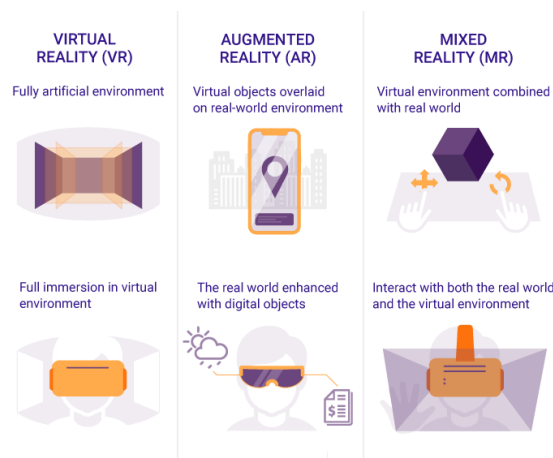 VIRTUAL
REALITY (VR)
Fully artificial environment
Full immersion in virtual
environment
AUGMENTED
REALITY (AR)
Virtual objects overlaid
on real-world environment
The real world enhanced
with digital objects
$
MIXED
REALITY (MR)
Virtual environment combined
with real world
Interact with both the real world
and the virtual environment